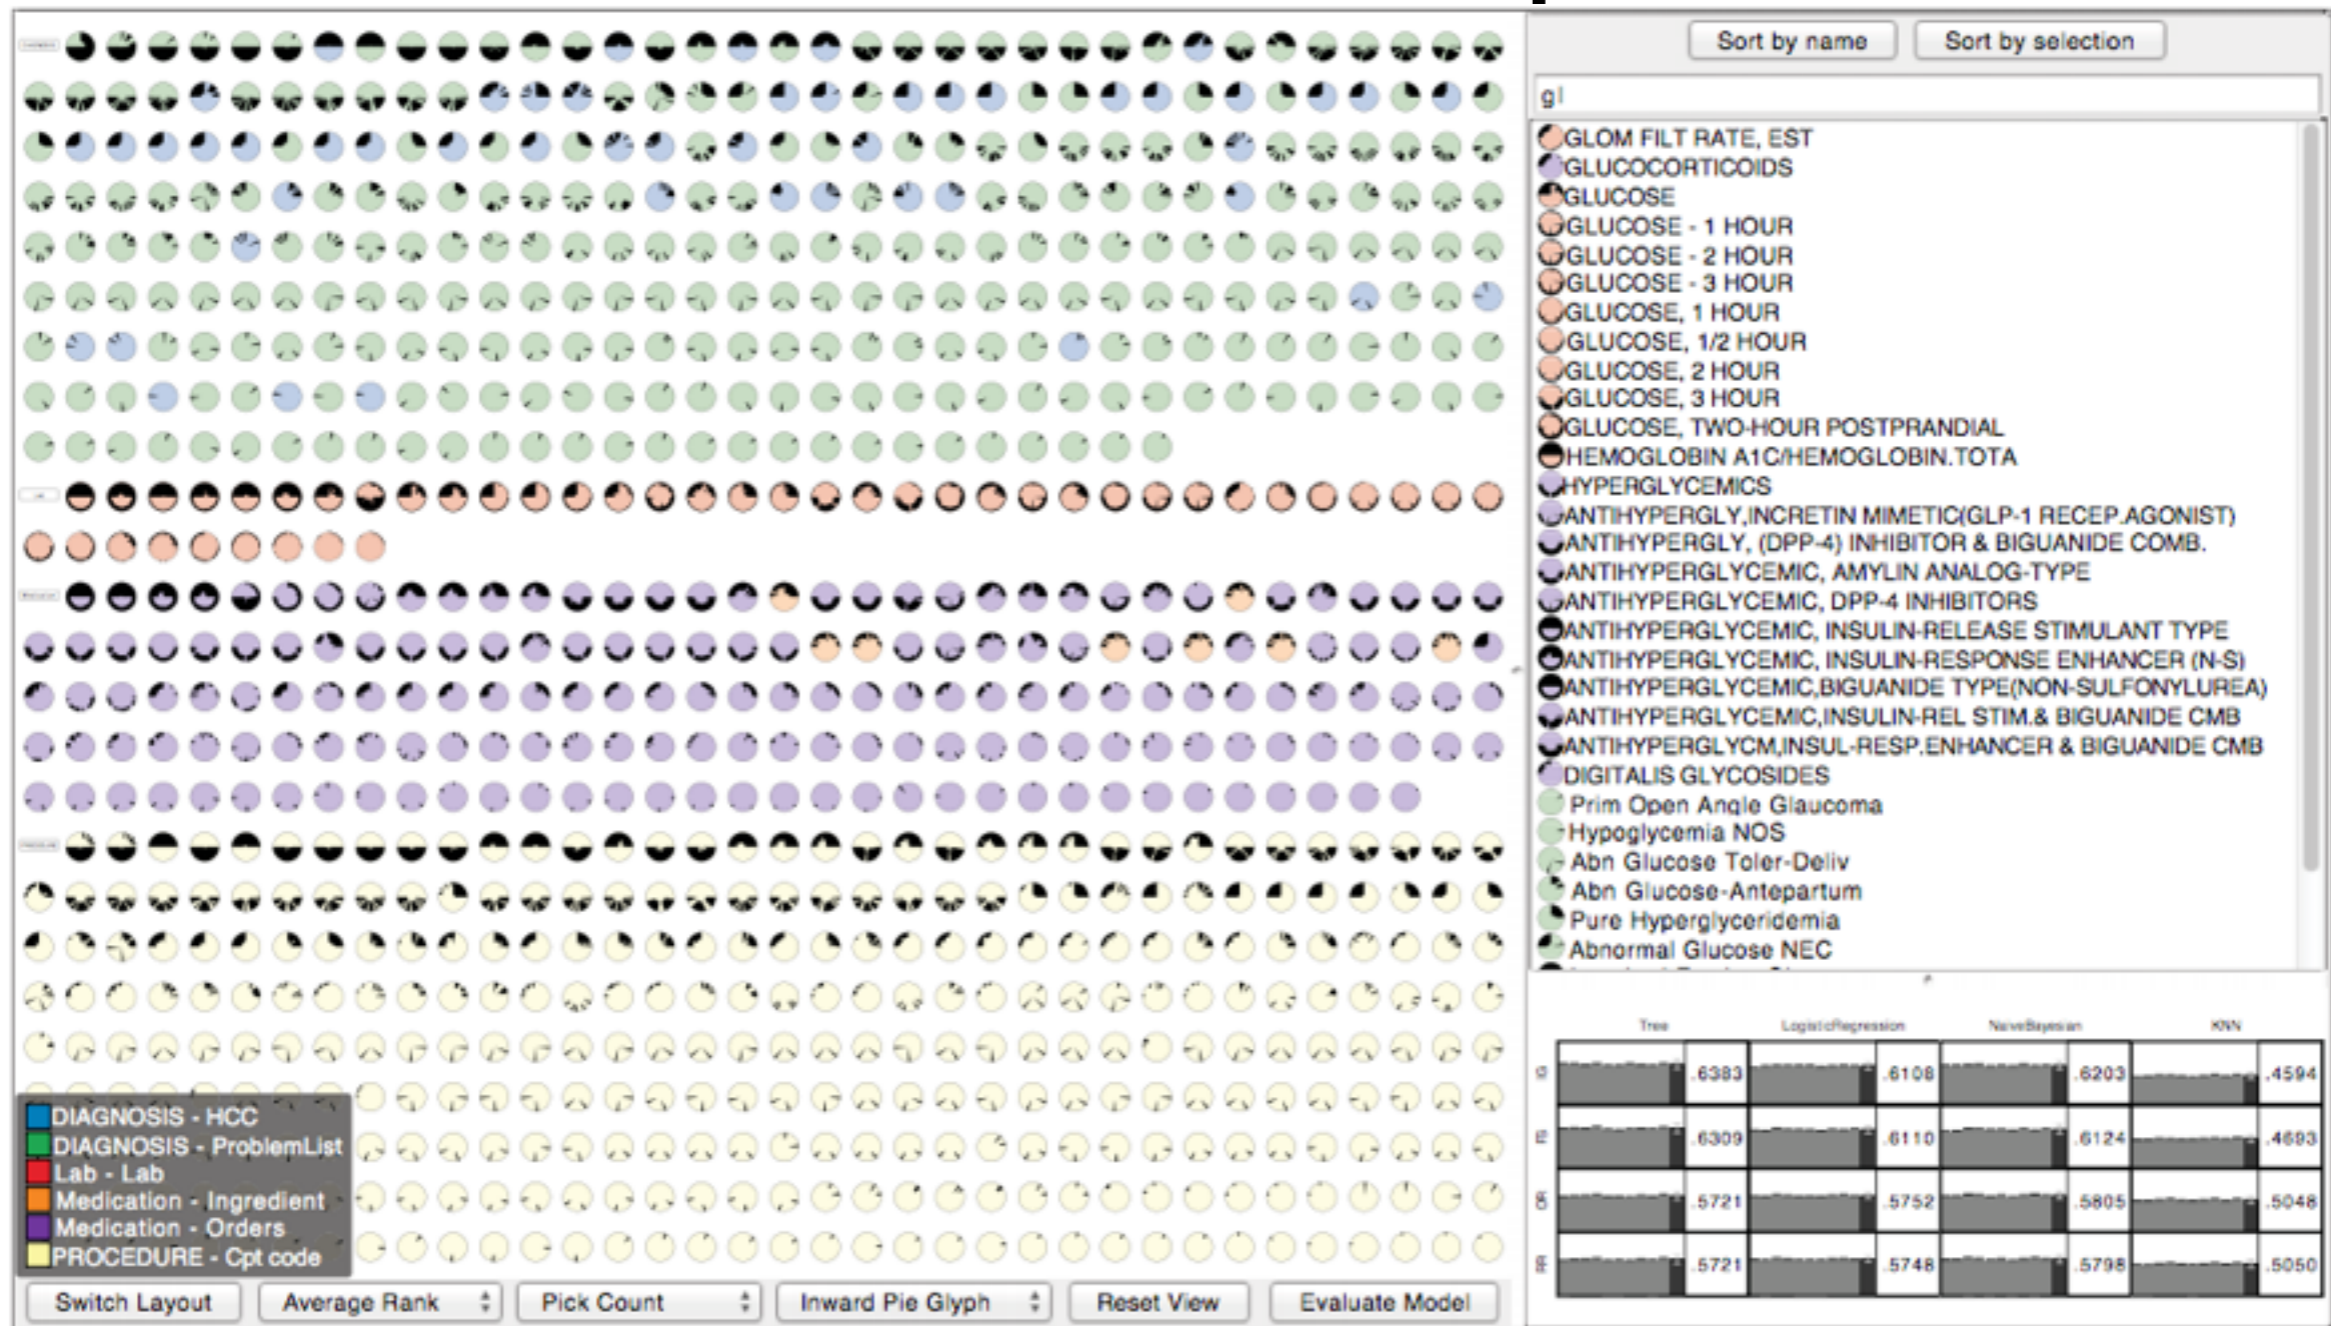 Sort by name Sort by selection
gl
GLOM FILT RATE, EST
GLUCOCORTICOIDS
GLUCOSE
GLUCOSE - 1 HOUR
GLUCOSE - 2 HOUR
GLUCOSE - 3 HOUR
GLUCOSE, 1 HOUR
GLUCOSE, 1/2 HOUR
GLUCOSE, 2 HOUR
GLUCOSE, 3 HOUR
GLUCOSE, TWO-HOUR POSTPRANDIAL
HEMOGLOBIN A1C/HEMOGLOBIN.TOTA
HYPERGLYCEMICS
ANTIHYPERGLY,INCRETIN MIMETIC(GLP-1 RECEP.AGONIST)
ANTIHYPERGLY, (DPP-4) INHIBITOR & BIGUANIDE COMB.
ANTIHYPERGLYCEMIC, AMYLIN ANALOG-TYPE
ANTIHYPERGLYCEMIC, DPP-4 INHIBITORS
ANTIHYPERGLYCEMIC, INSULIN-RELEASE STIMULANT TYPE
ANTIHYPERGLYCEMIC, INSULIN-RESPONSE ENHANCER (N-S)
ANTIHYPERGLYCEMIC,BIGUANIDE TYPE(NON-SULFONYLUREA)
ANTIHYPERGLYCEMIC,INSULIN-REL STIM.& BIGUANIDE CMB
ANTIHYPERGLYCM,INSUL-RESP.ENHANCER & BIGUANIDE CMB
DIGITALIS GLYCOSIDES
Prim Open Angle Glaucoma
Hypoglycemia NOS
Abn Glucose Toler-Deliv
Abn Glucose-Antepartum
Pure Hyperglyceridemia
Abnormal Glucose NEC
Tree LogisticRegression NaiveBayesian KNN
.6383 .6108 .6203 .4594
.6309 .6110 .6124 .4693
.5721 .5752 .5805 .5048
.5721 .5748 .5798 .5050
DIAGNOSIS - HCC
DIAGNOSIS - ProblemList
Lab - Lab
Medication - Ingredient
Medication - Orders
PROCEDURE - Cpt code
Switch Layout Average Rank Pick Count Inward Pie Glyph Reset View Evaluate Model